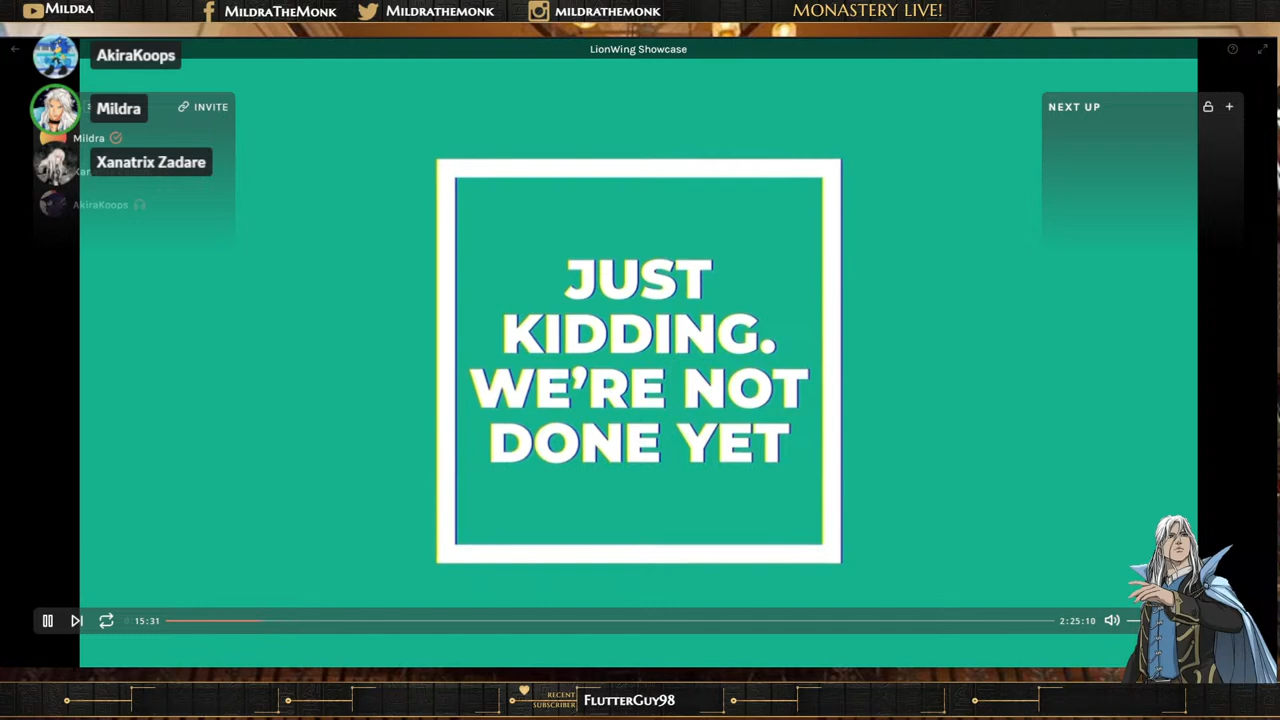 Mildra
MildraTheMonk
Mildrathemonk
mildrathemonk
MONASTERY LIVE!
LionWing Showcase
AkiraKoops
Mildra
INVITE
Mildra
Xanatrix Zadare
AkiraKoops
NEXT UP
JUST
KIDDING.
WE'RE NOT
DONE YET
15:31
2:25:10
RECENT
SUBSCRIBER
FlutterGuy98